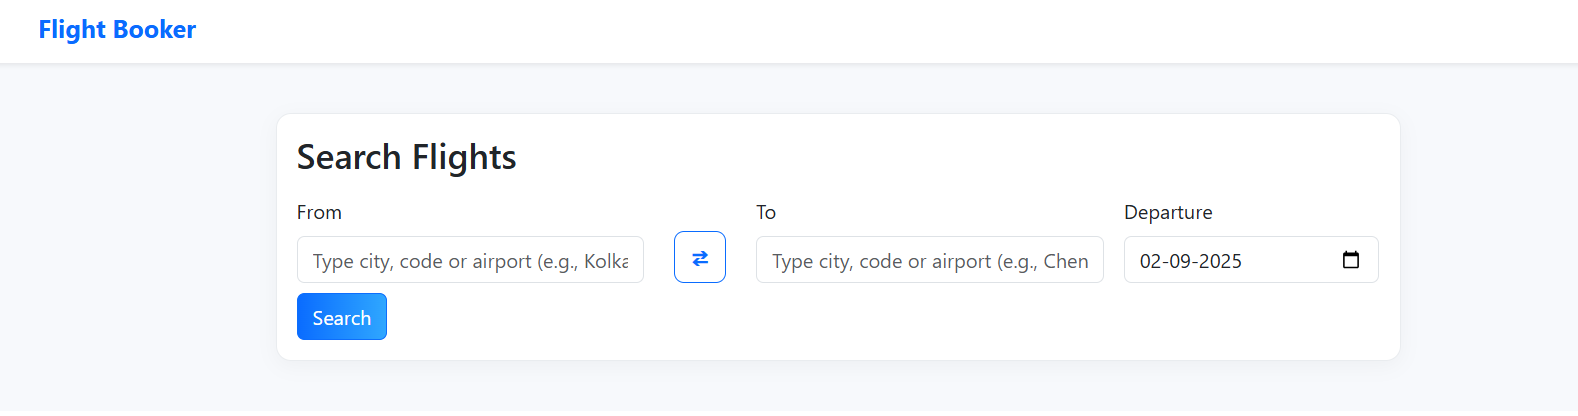 Flight Booker
Search Flights
From
To
Departure
Type city, code or airport (e.g., Kolka
Type city, code or airport (e.g., Chen
02-09-2025
Search